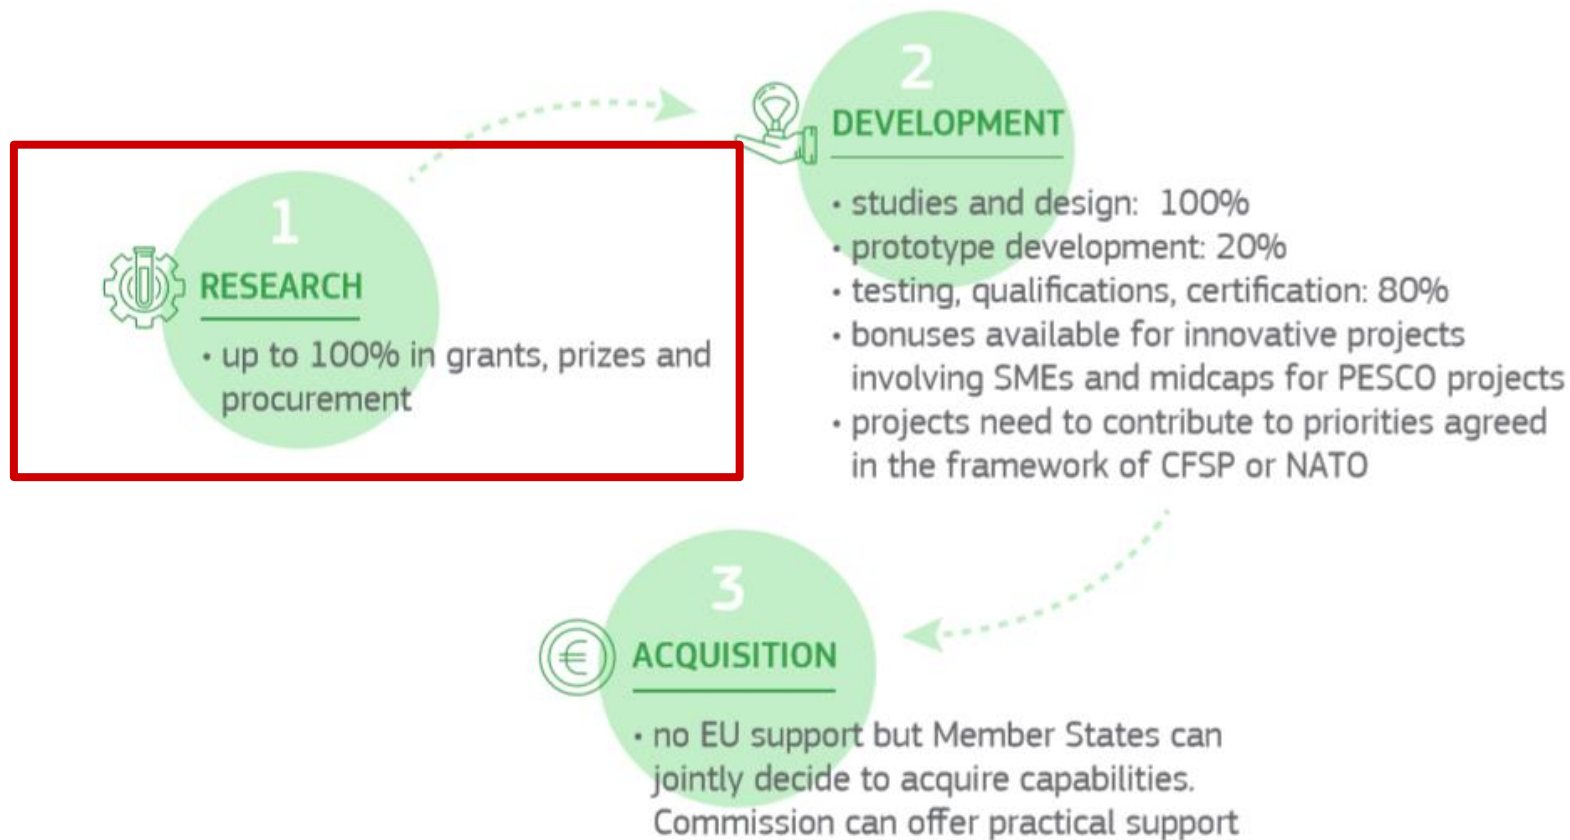 1
RESEARCH
• up to 100% in grants, prizes and
procurement
2
DEVELOPMENT
• studies and design: 100%
• prototype development: 20%
• testing, qualifications, certification: 80%
• bonuses available for innovative projects
involving SMEs and midcaps for PESCO projects
• projects need to contribute to priorities agreed
in the framework of CFSP or NATO
3
€
ACQUISITION
• no EU support but Member States can
jointly decide to acquire capabilities.
Commission can offer practical support